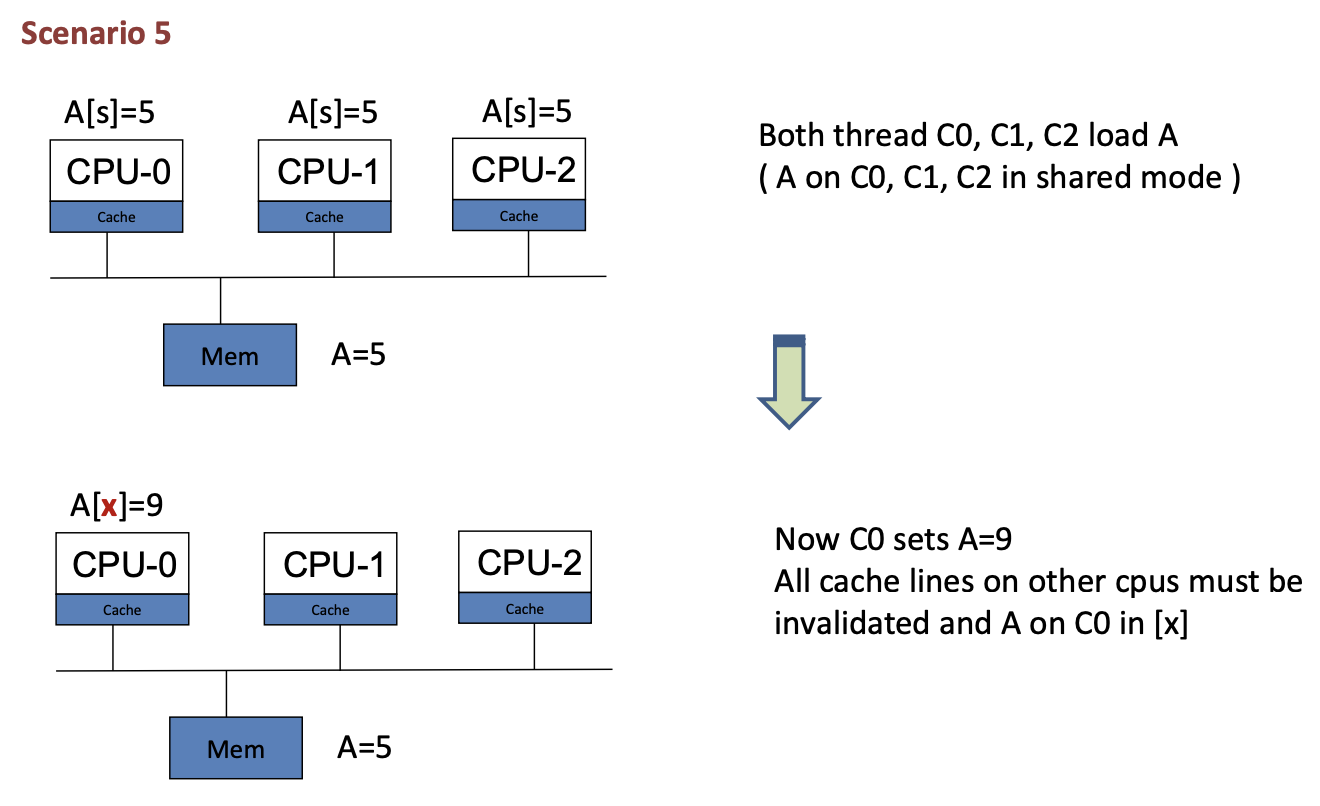 Scenario 5
A[s]=5
A[s]=5
A[s]=5
CPU-0
CPU-1
CPU-2
Cache
Cache
Cache
Mem
A=5
Both thread C0, C1, C2 load A
( A on C0, C1, C2 in shared mode )
A[x]=9
CPU-0
CPU-1
CPU-2
Cache
Cache
Cache
Mem
A=5
Now C0 sets A=9
All cache lines on other cpus must be
invalidated and A on C0 in [x]